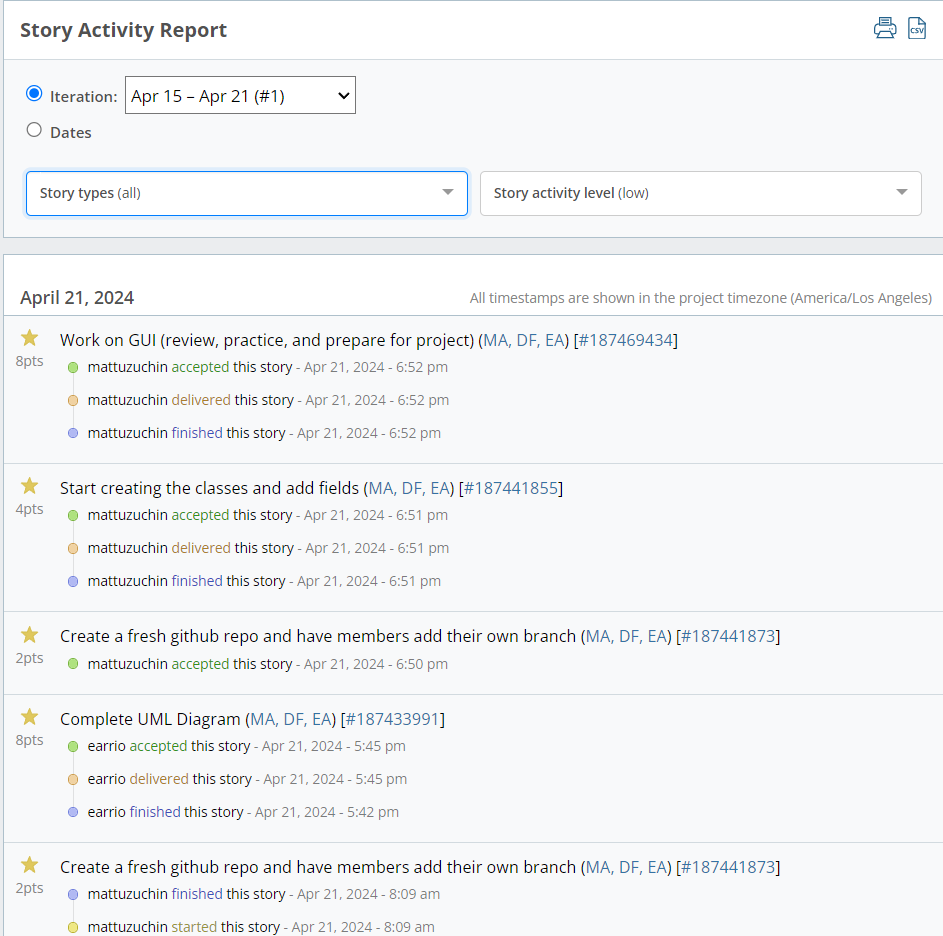 Story Activity Report
CSV
Iteration: Apr 15 – Apr 21 (#1)
Dates
Story types (all) Story activity level (low)
April 21, 2024 All timestamps are shown in the project timezone (America/Los Angeles)
Work on GUI (review, practice, and prepare for project) (MA, DF, EA) [#187469434]
8pts
mattuzuchin accepted this story - Apr 21, 2024 - 6:52 pm
mattuzuchin delivered this story - Apr 21, 2024 - 6:52 pm
mattuzuchin finished this story - Apr 21, 2024 - 6:52 pm
Start creating the classes and add fields (MA, DF, EA) [#187441855]
4pts
mattuzuchin accepted this story - Apr 21, 2024 - 6:51 pm
mattuzuchin delivered this story - Apr 21, 2024 - 6:51 pm
mattuzuchin finished this story - Apr 21, 2024 - 6:51 pm
Create a fresh github repo and have members add their own branch (MA, DF, EA) [#187441873]
2pts
mattuzuchin accepted this story - Apr 21, 2024 - 6:50 pm
Complete UML Diagram (MA, DF, EA) [#187433991]
8pts
earrio accepted this story - Apr 21, 2024 - 5:45 pm
earrio delivered this story - Apr 21, 2024 - 5:45 pm
earrio finished this story - Apr 21, 2024 - 5:42 pm
Create a fresh github repo and have members add their own branch (MA, DF, EA) [#187441873]
2pts
mattuzuchin finished this story - Apr 21, 2024 - 8:09 am
mattuzuchin started this story - Apr 21, 2024 - 8:09 am